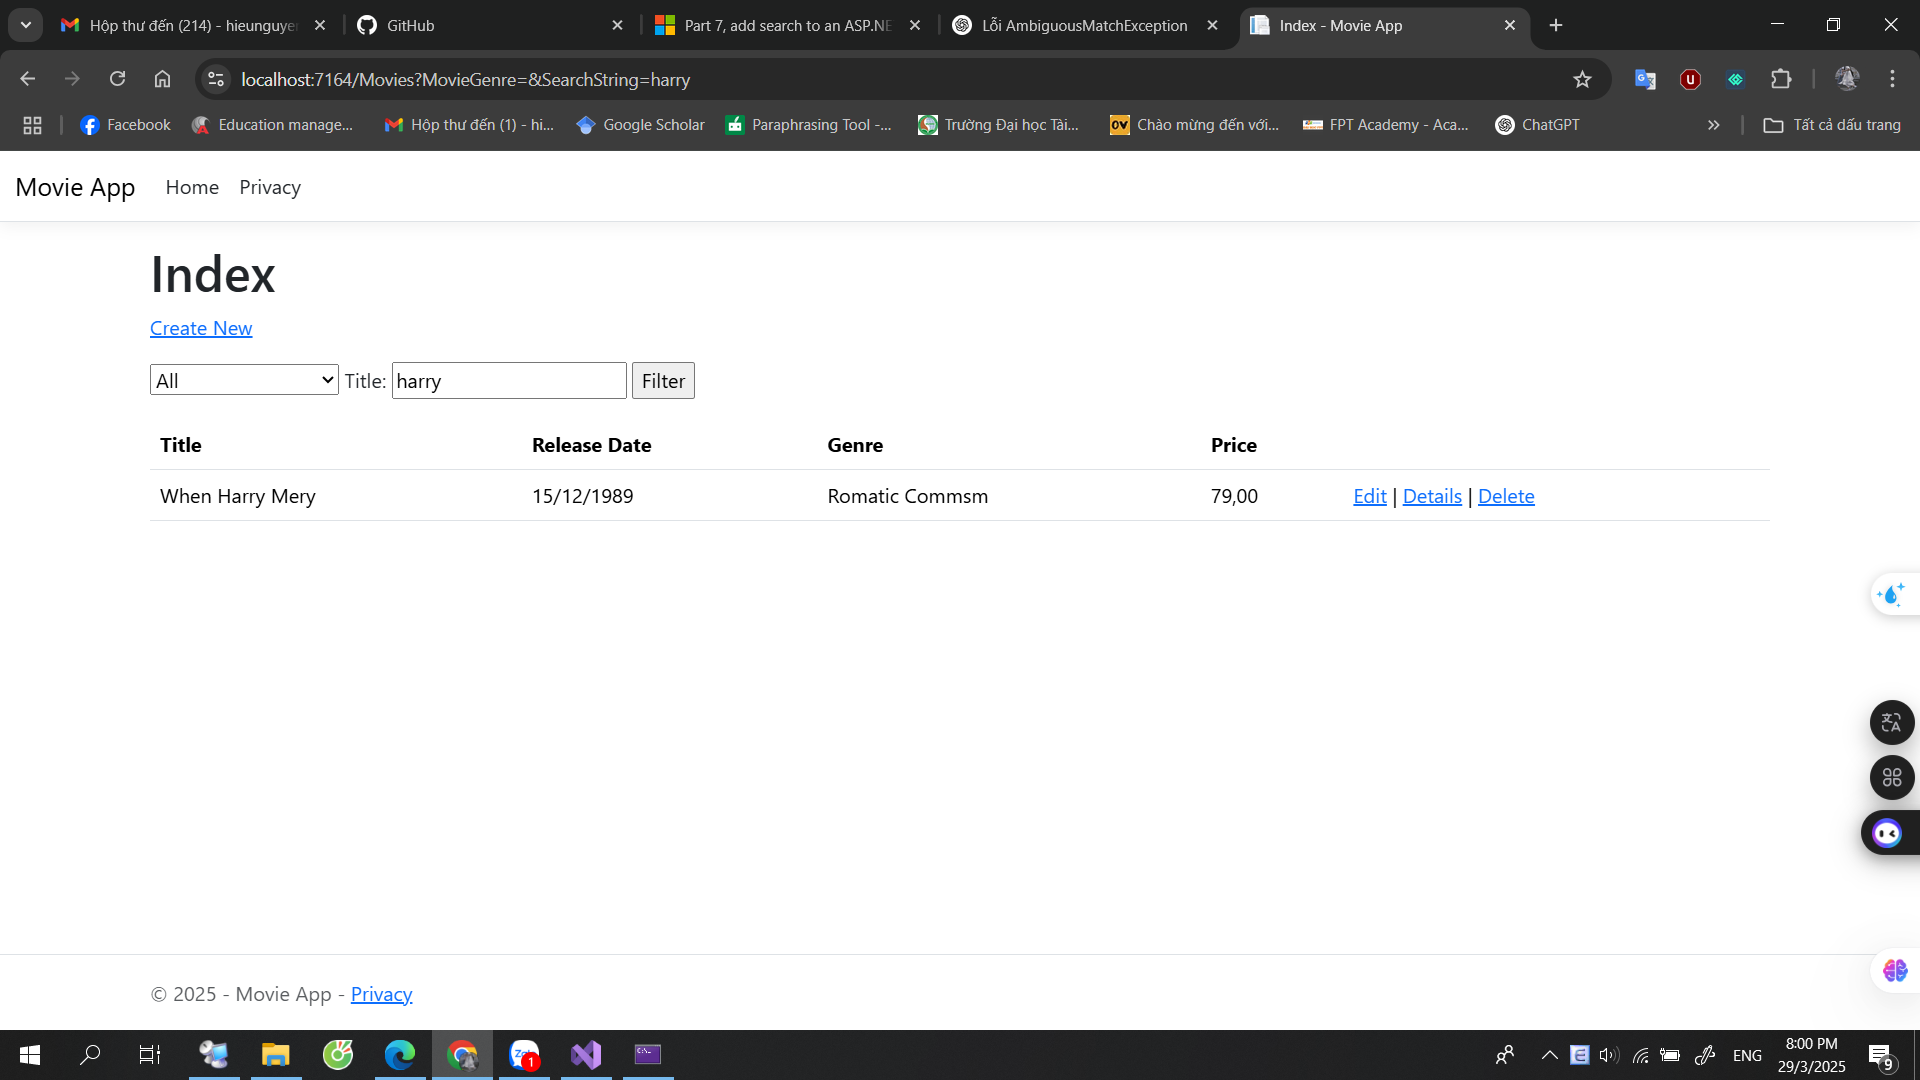 Hộp thư đến (214) - hieunguyen
GitHub
Part 7, add search to an ASP.NE
Lỗi AmbiguousMatchException
Index - Movie App
localhost:7164/Movies?MovieGenre=&SearchString=harry
Facebook
Education manage...
Hộp thư đến (1) - hi...
Google Scholar
Paraphrasing Tool -...
Trường Đại học Tài...
Chào mừng đến với...
FPT Academy - Aca...
ChatGPT
Tất cả dấu trang
Movie App Home Privacy
Index
Create New
All Title: harry Filter
Title Release Date Genre Price
When Harry Mery 15/12/1989 Romatic Commsm 79,00 Edit | Details | Delete
© 2025 - Movie App - Privacy
ENG
8:00 PM
29/3/2025
9
1